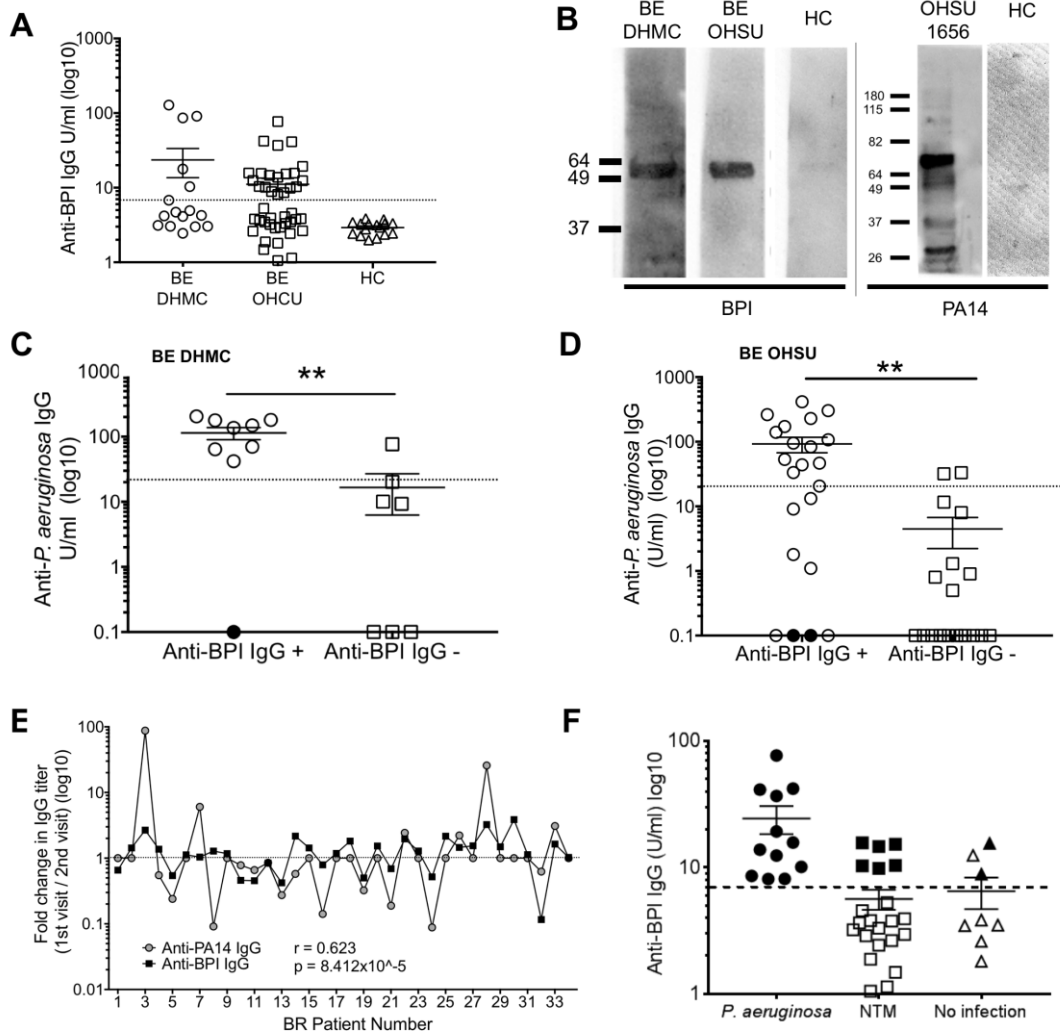 A
Anti-BPI IgG U/ml (log10)
1000
100
10
1
BE
DHMC
BE
OHCU
HC
B
BE
DHMC
BE
OHSU
HC
OHSU
1656
HC
64
49
37
180
115
82
64
49
37
26
BPI
PA14
C
BE DHMC
**
Anti-P. aeruginosa IgG
U/ml (log10)
1000
100
10
1
0.1
Anti-BPI IgG +
Anti-BPI IgG -
D
BE OHSU
**
Anti-P. aeruginosa IgG
(U/ml) (log10)
1000
100
10
1
0.1
Anti-BPI IgG +
Anti-BPI IgG -
E
Fold change in IgG titer
(1st visit / 2nd visit) (log10)
100
10
1
0.1
0.01
Anti-PA14 IgG
Anti-BPI IgG
r = 0.623
p = 8.412x10^-5
1 3 5 7 9 11 13 15 17 19 21 23 25 27 29 31 33
BR Patient Number
F
Anti-BPI IgG (U/ml) log10
100
10
1
P. aeruginosa
NTM
No infection